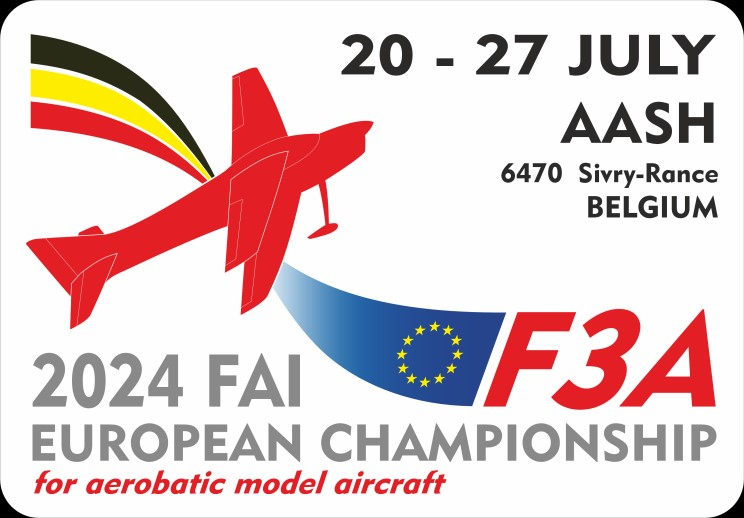 20 - 27 JULY
AASH
6470 Sivry-Rance
BELGIUM
F3A
2024 FAI
EUROPEAN CHAMPIONSHIP
for aerobatic model aircraft